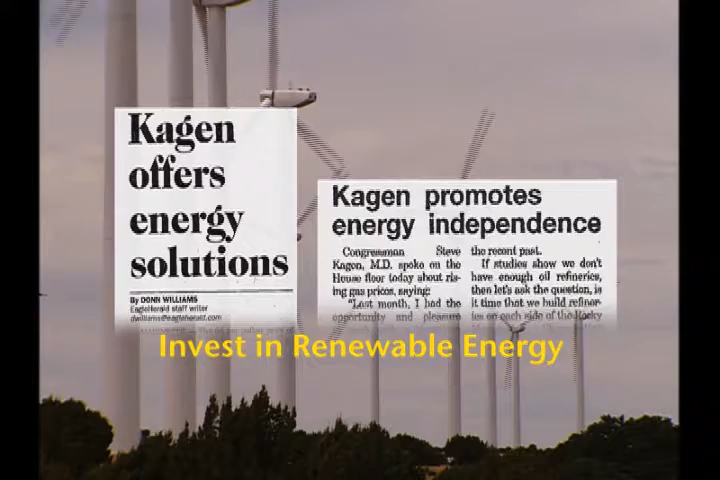 Kagen
offers
energy
solutions
By DONN WILLIAMS
EagleHerald staff writer
dwilliams@eagleherald.com
Kagen promotes
energy independence
Congressman Steve
Kagen, M.D. spoke on the
House floor today about ris-
ing gas prices, saying:
"Last month, I had the
opportunity and pleasure
the recent past.
If studies show we don't
have enough oil refineries,
then let's ask the question, is
it time that we build refiner-
ies on each side of the Rocky
Invest in Renewable Energy